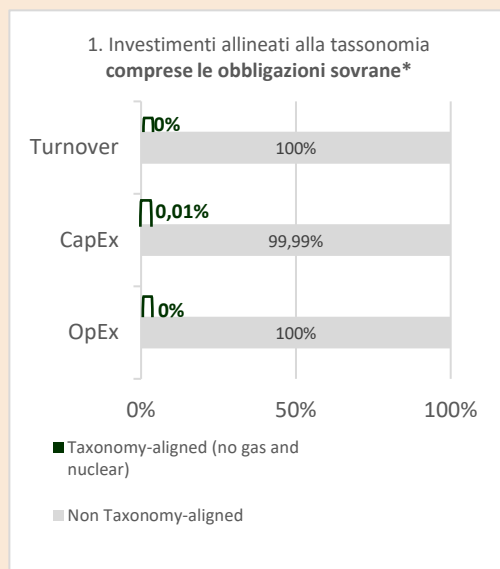 1. Investimenti allineati alla tassonomia
comprese le obbligazioni sovrane*
0%
Turnover
100%
0,01%
CapEx
99,99%
0%
OpEx
100%
0%
50%
100%
Taxonomy-aligned (no gas and
nuclear)
Non Taxonomy-aligned